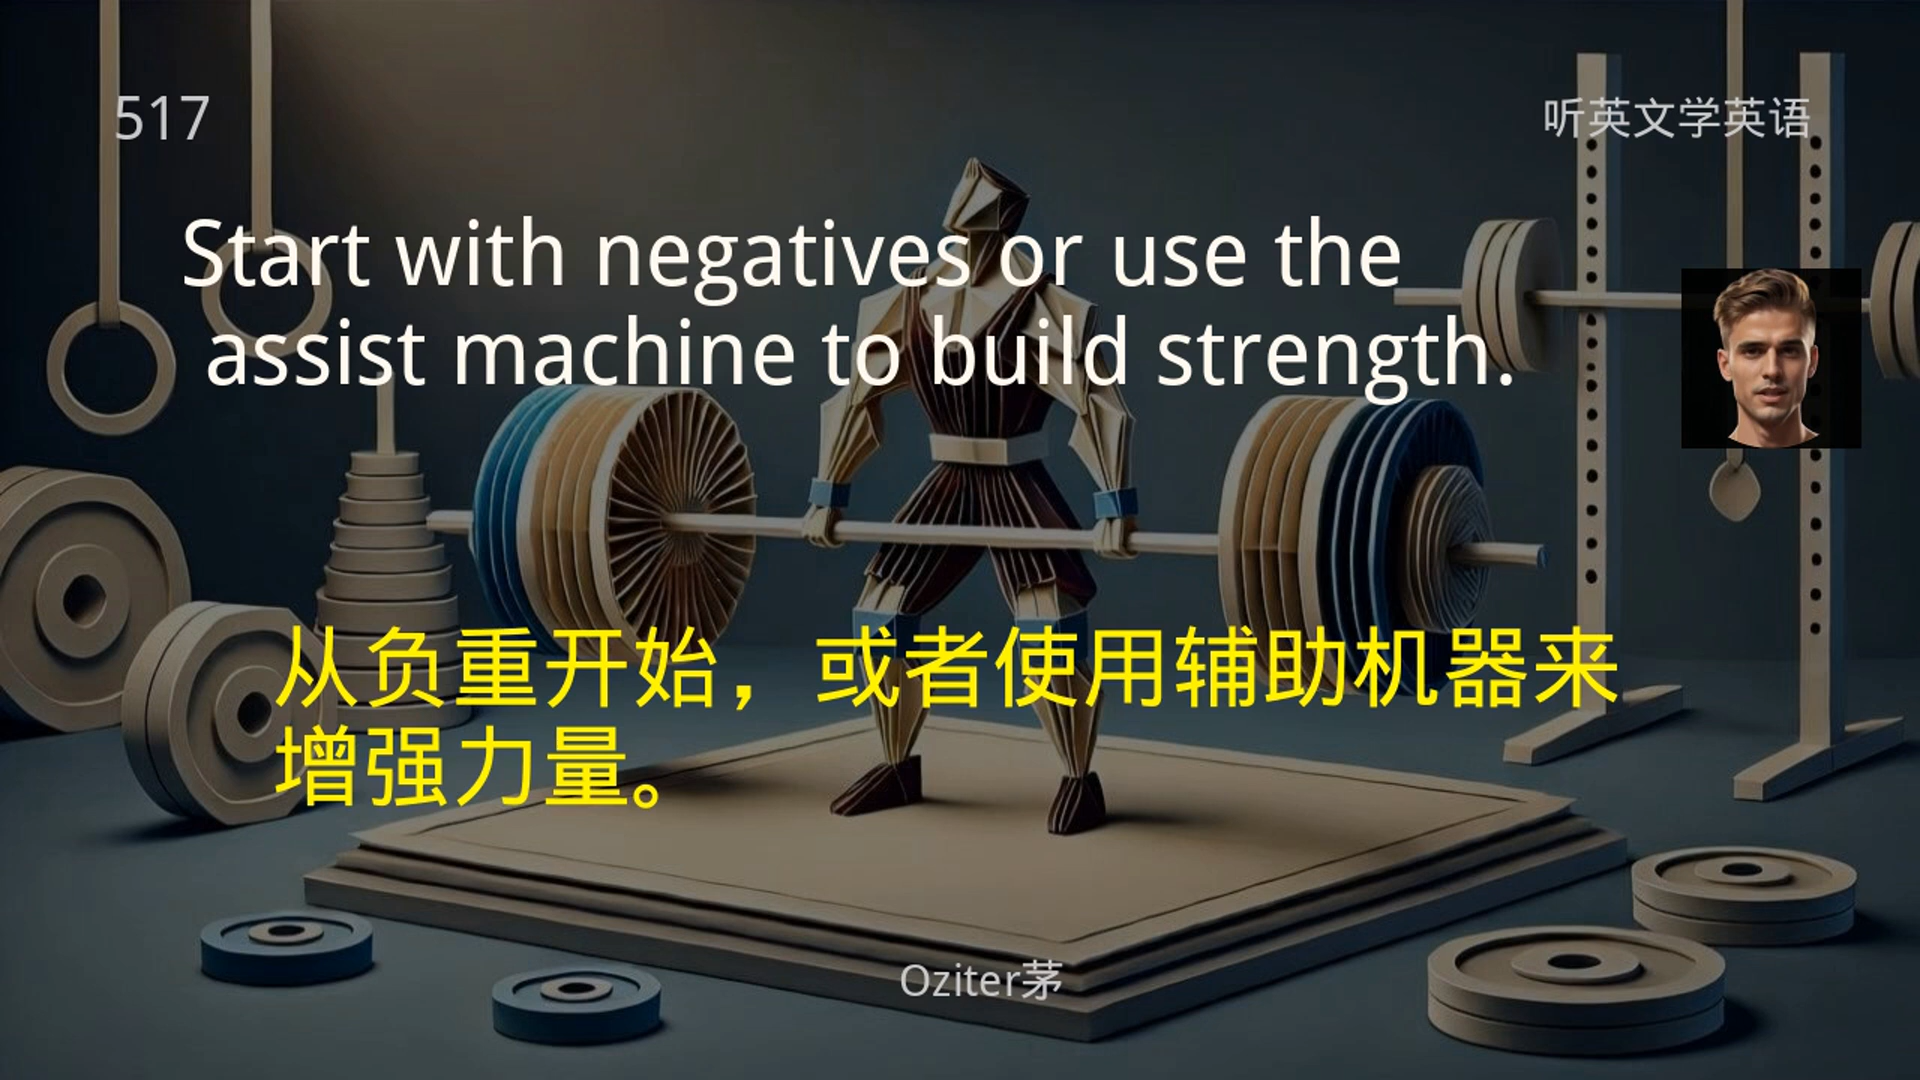 517
听英文学英语
Start with negatives or use the
assist machine to build strength.
从负重开始，或者使用辅助机器来
增强力量。
Oziter茅